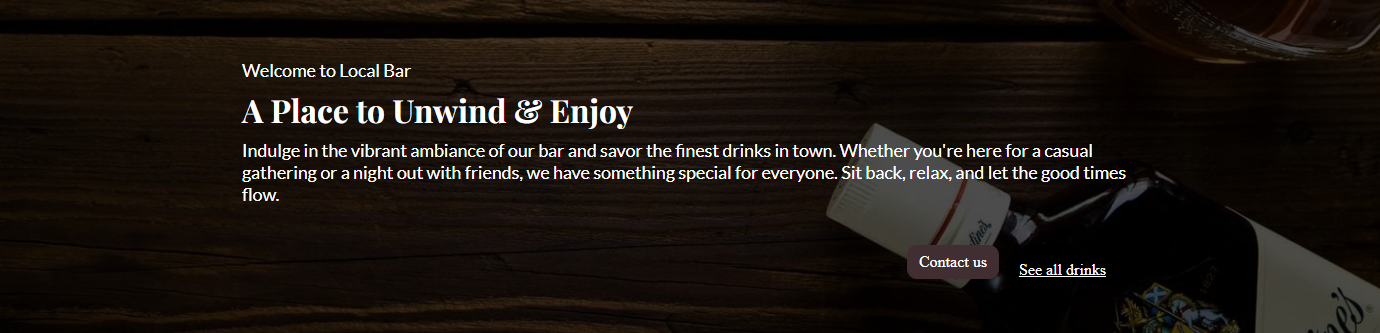 Welcome to Local Bar
A Place to Unwind & Enjoy
Indulge in the vibrant ambiance of our bar and savor the finest drinks in town. Whether you're here for a casual
gathering or a night out with friends, we have something special for everyone. Sit back, relax, and let the good times
flow.
Contact us
See all drinks